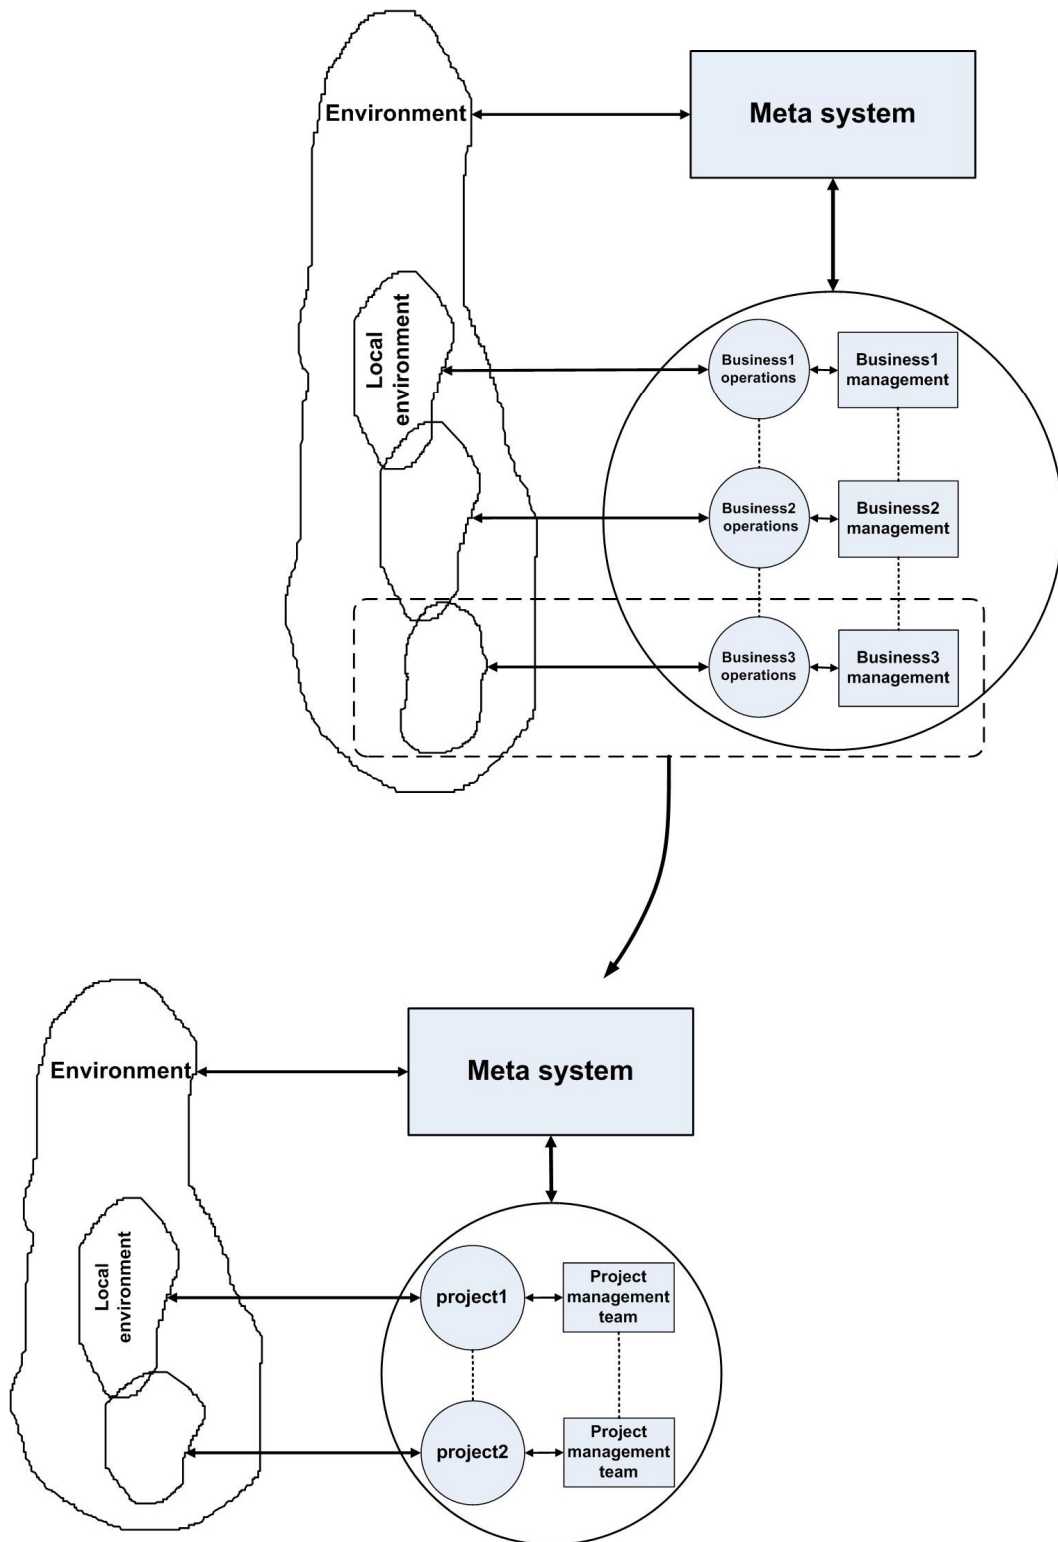 Environment
Meta system
Local
environment
Business1
operations
Business1
management
Business2
operations
Business2
management
Business3
operations
Business3
management
Environment
Meta system
Local
environment
project1
Project
management
team
project2
Project
management
team